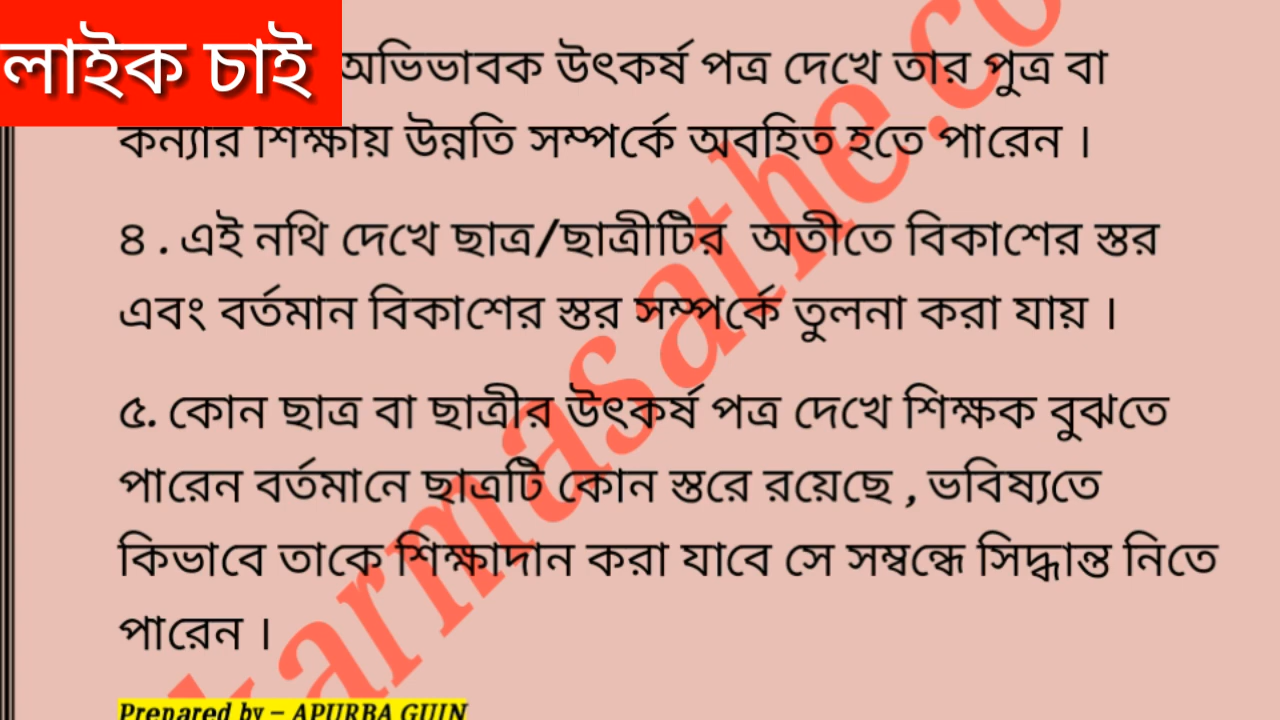 লাইক চাই
অভিভাবক উৎকর্ষ পত্র দেখে তার পুত্র বা
কন্যার শিক্ষায় উন্নতি সম্পর্কে অবহিত হতে পারেন ।
৪ . এই নথি দেখে ছাত্র/ছাত্রীটির অতীতে বিকাশের স্তর
এবং বর্তমান বিকাশের স্তর সম্পর্কে তুলনা করা যায় ।
৫. কোন ছাত্র বা ছাত্রীর উৎকর্ষ পত্র দেখে শিক্ষক বুঝতে
পারেন বর্তমানে ছাত্রটি কোন স্তরে রয়েছে , ভবিষ্যতে
কিভাবে তাকে শিক্ষাদান করা যাবে সে সম্বন্ধে সিদ্ধান্ত নিতে
পারেন ।
karmasathe.co
Prepared by – APURBA GUIN